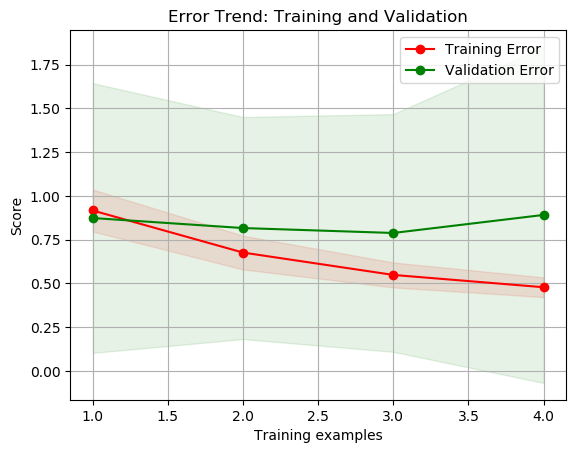 Error Trend: Training and Validation
Training Error
Validation Error
1.75
1.50
1.25
1.00
0.75
0.50
0.25
0.00
Score
1.0 1.5 2.0 2.5 3.0 3.5 4.0
Training examples